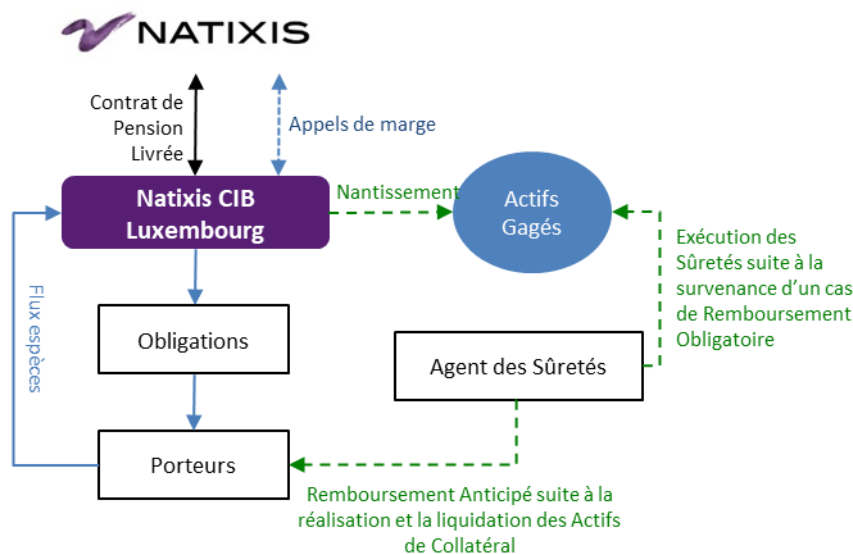 NATIXIS
Contrat de
Pension
Livrée
Appels de marge
Natixis CIB
Luxembourg
Nantissement
Actifs
Gagés
Exécution des
Sûretés suite à la
survenance d'un cas
de Remboursement
Obligatoire
Flux espèces
Obligations
Agent des Sûretés
Porteurs
Remboursement Anticipé suite à la
réalisation et la liquidation des Actifs
de Collatéral